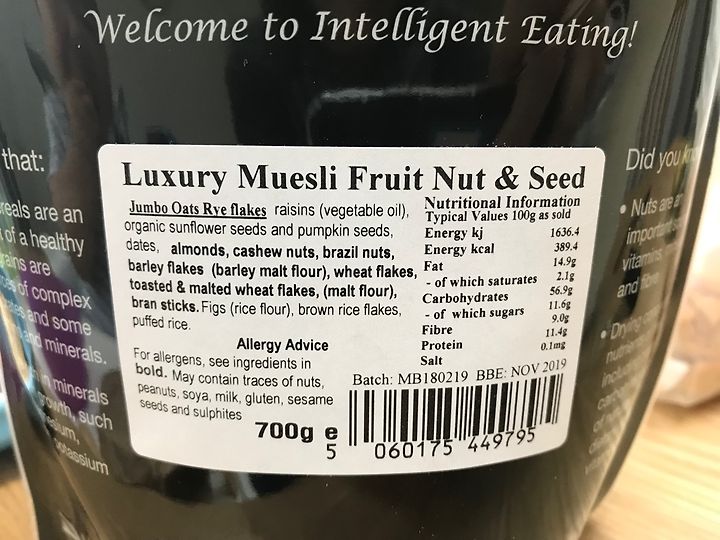 Welcome to Intelligent Eating!
that:
Did you
Luxury Muesli Fruit Nut & Seed
Jumbo Oats Rye flakes raisins (vegetable oil),
organic sunflower seeds and pumpkin seeds,
dates, almonds, cashew nuts, brazil nuts,
barley flakes (barley malt flour), wheat flakes,
toasted & malted wheat flakes, (malt flour),
bran sticks. Figs (rice flour), brown rice flakes,
puffed rice.
Allergy Advice
For allergens, see ingredients in
bold. May contain traces of nuts,
peanuts, soya, milk, gluten, sesame
seeds and sulphites
700g e
Nutritional Information
Typical Values 100g as sold
Energy kj 1636.4
Energy kcal 389.4
Fat 14.9g
- of which saturates 2.1g
Carbohydrates 56.9g
- of which sugars 11.6g
Fibre 9.0g
Protein 11.4g
Salt 0.1mg
Batch: MB180219 BBE: NOV 2019
5 060175 449795
reals are an
of a healthy
rains are
of complex
and some
minerals.
minerals
growth, such
• Nuts are
important
vitamins
and fibre